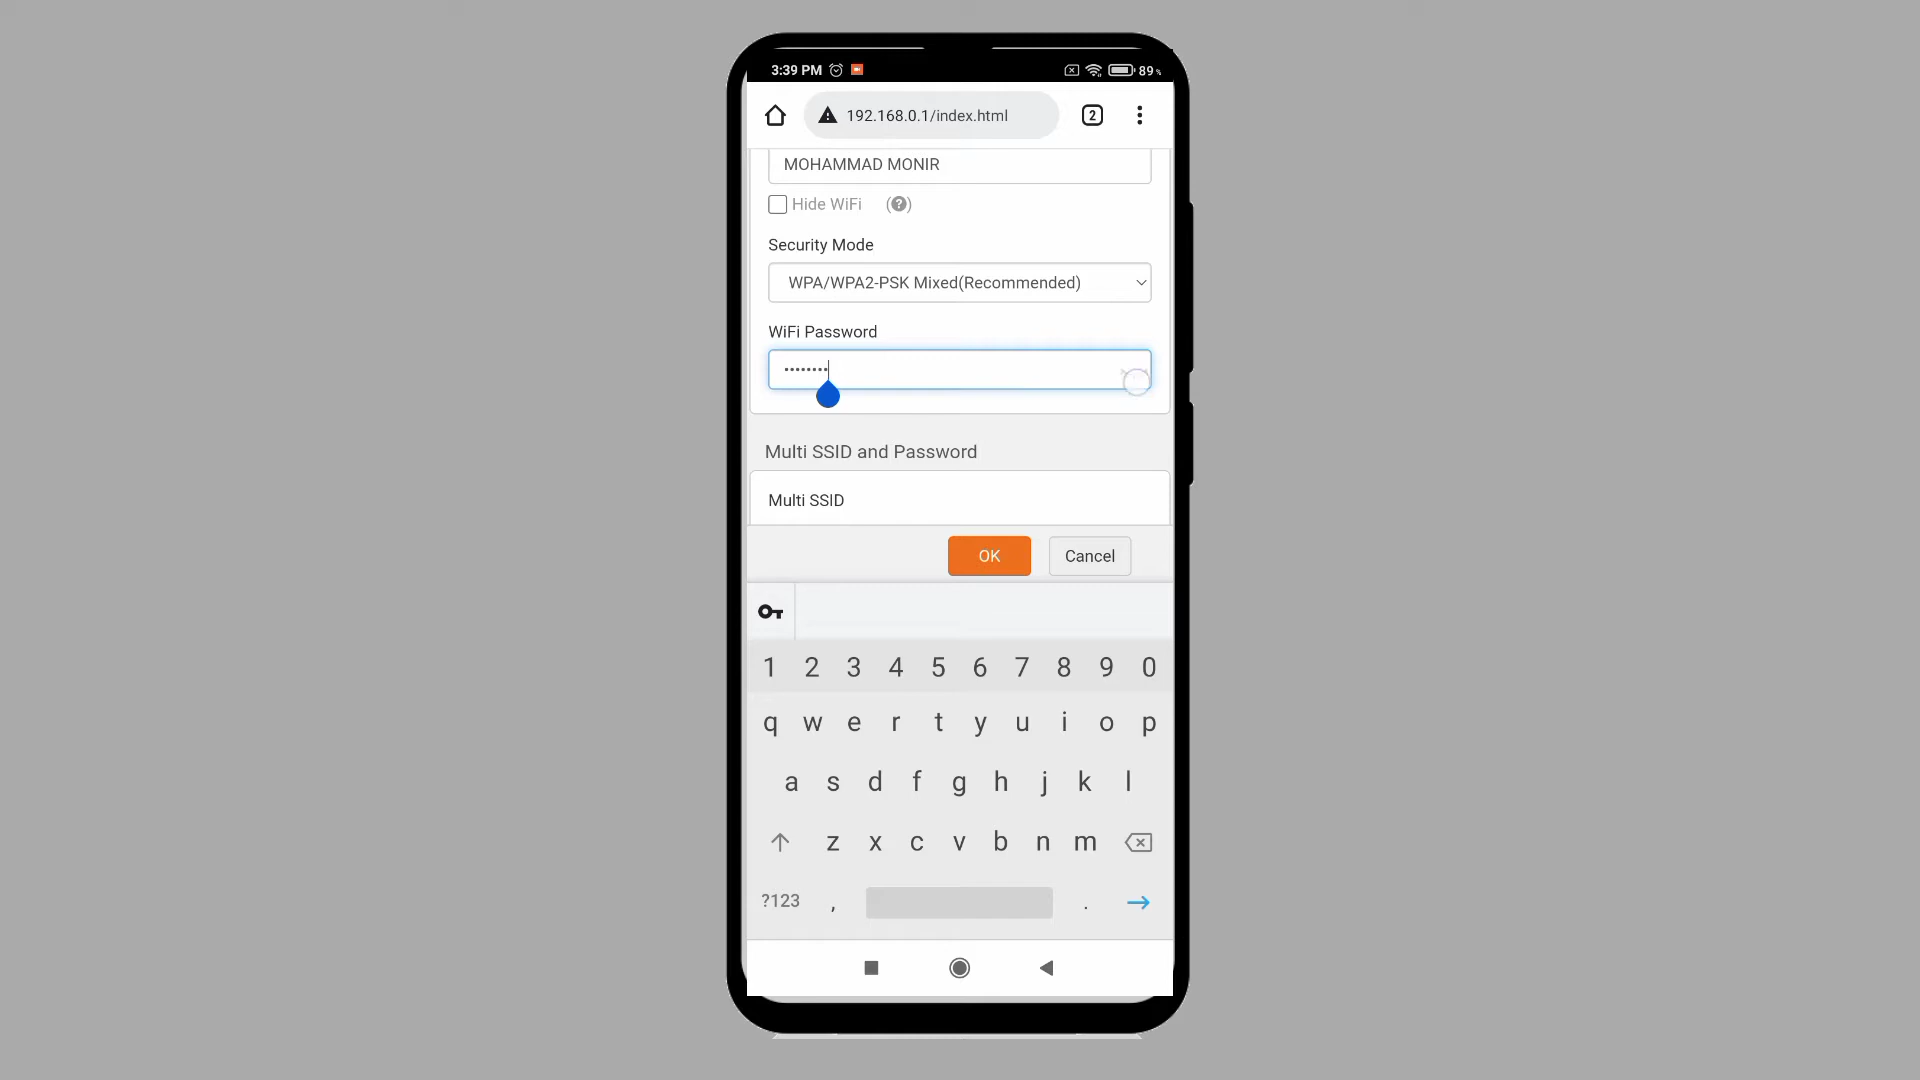 3:39 PM 89%
192.168.0.1/index.html 2
MOHAMMAD MONIR
Hide WiFi (?)
Security Mode
WPA/WPA2-PSK Mixed(Recommended)
WiFi Password
••••••••
Multi SSID and Password
Multi SSID
OK Cancel
1 2 3 4 5 6 7 8 9 0
q w e r t y u i o p
a s d f g h j k l
z x c v b n m
?123 , .